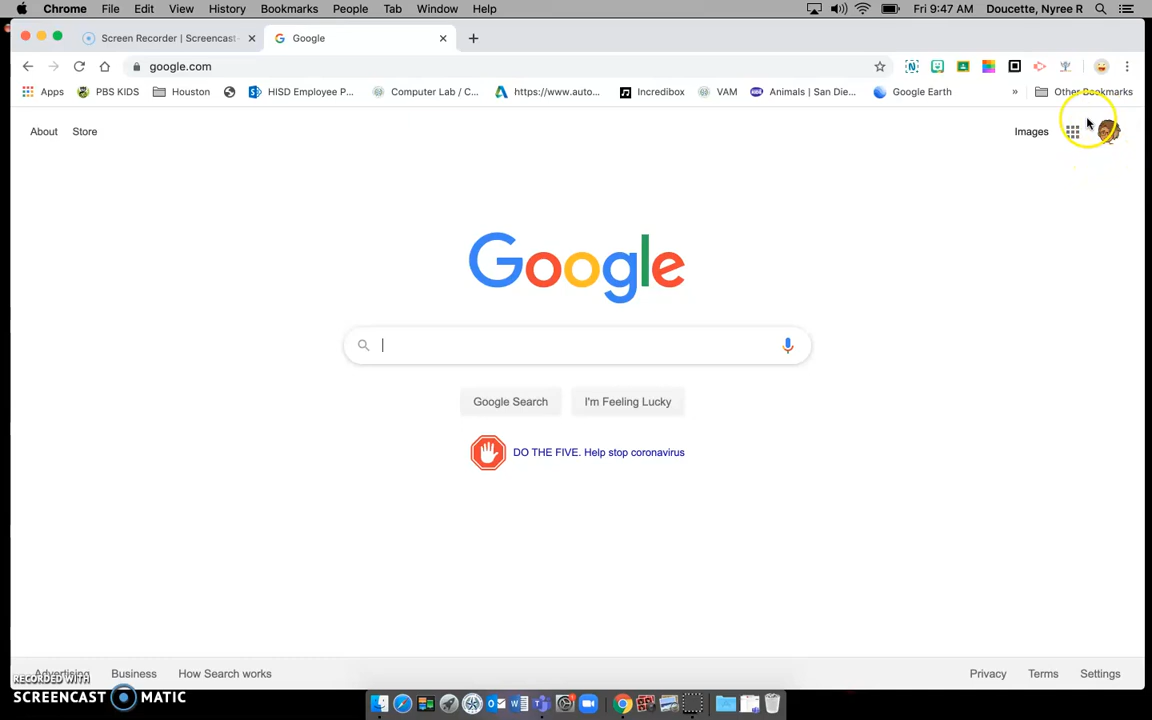 Chrome File Edit View History Bookmarks People Tab Window Help Fri 9:47 AM Doucette, Nyree R
Screen Recorder | Screencast- Google
google.com
Apps PBS KIDS Houston HISD Employee P... Computer Lab / C... https://www.auto... Incredibox VAM Animals | San Die... Google Earth » Other Bookmarks
About Store Images
Google
Google Search I'm Feeling Lucky
DO THE FIVE. Help stop coronavirus
Advertising Business How Search works Privacy Terms Settings
RECORDED WITH
SCREENCAST MATIC